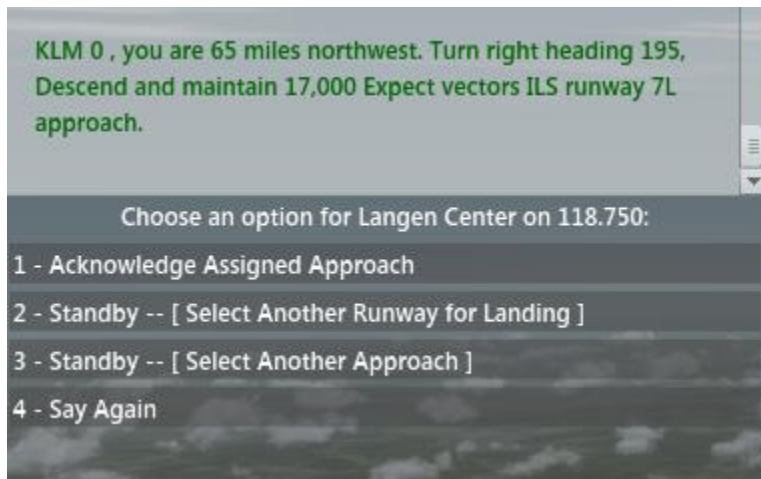 KLM 0 , you are 65 miles northwest. Turn right heading 195,
Descend and maintain 17,000 Expect vectors ILS runway 7L
approach.
Choose an option for Langen Center on 118.750:
1 - Acknowledge Assigned Approach
2 - Standby -- [ Select Another Runway for Landing ]
3 - Standby -- [ Select Another Approach ]
4 - Say Again